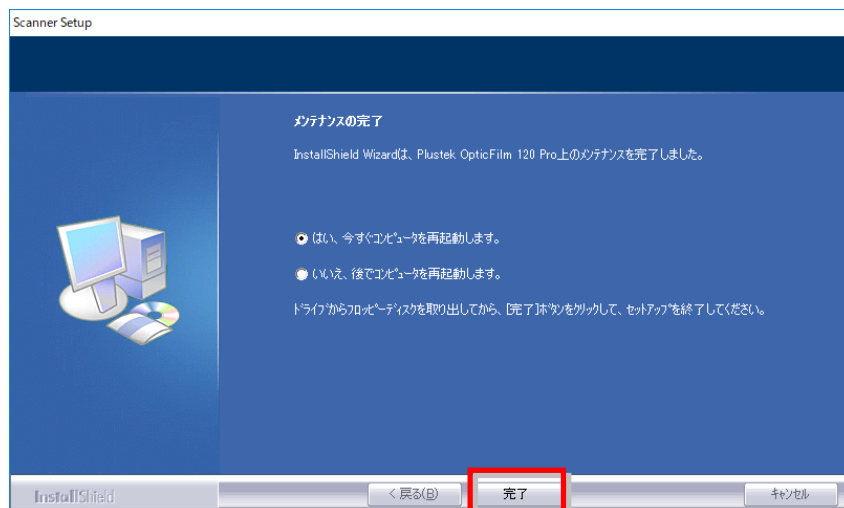 Scanner Setup
メンテナンスの完了
InstallShield Wizardは、Plustek OpticFilm 120 Pro上のメンテナンスを完了しました。
はい、今すぐコンピュータを再起動します。
いいえ、後でコンピュータを再起動します。
ドライブからフロッピーディスクを取り出してから、[完了]ボタンをクリックして、セットアップを終了してください。
InstallShield
< 戻る(B)
完了
キャンセル